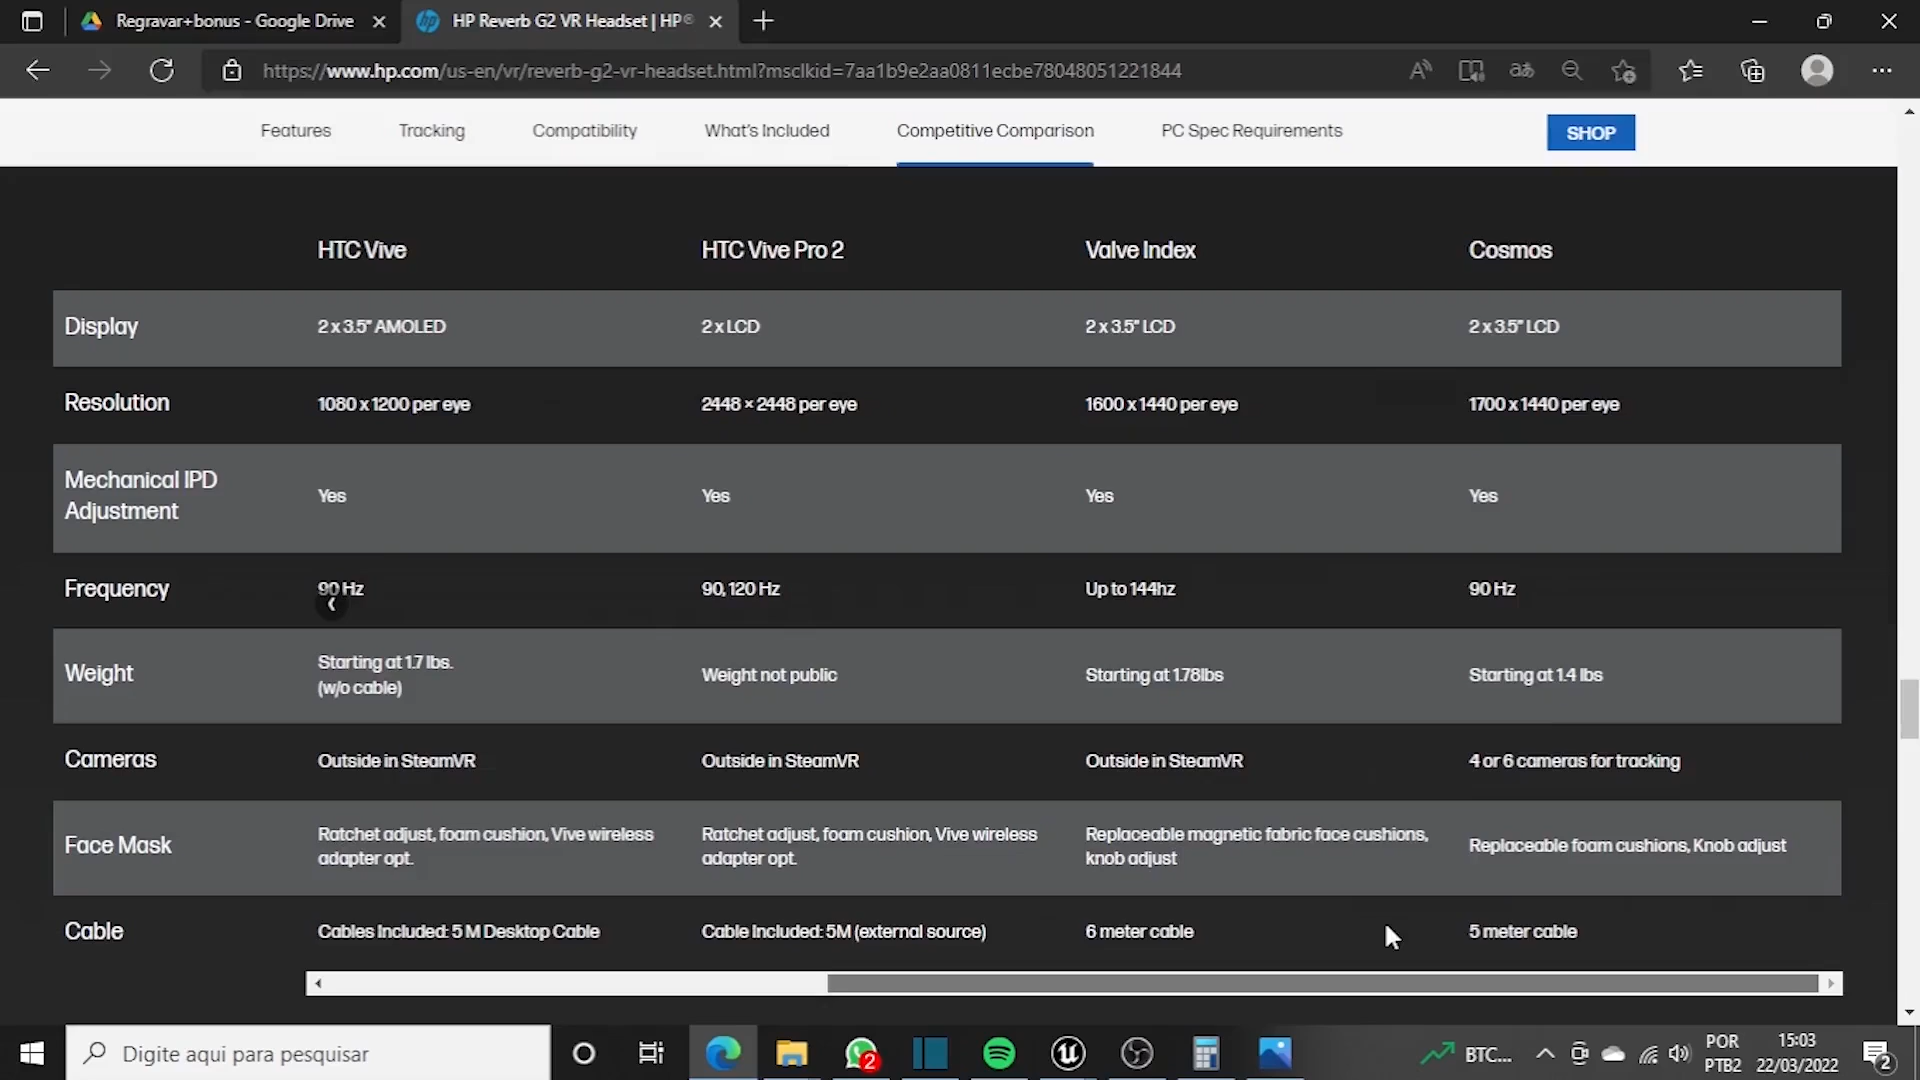 Regravar+bonus - Google Drive
HP Reverb G2 VR Headset | HP®
https://www.hp.com/us-en/vr/reverb-g2-vr-headset.html?msclkid=7aa1b9e2aa0811ecbe78048051221844
Features Tracking Compatibility What's Included Competitive Comparison PC Spec Requirements SHOP
HTC Vive HTC Vive Pro 2 Valve Index Cosmos
Display 2 x 3.5" AMOLED 2 x LCD 2 x 3.5" LCD 2 x 3.5" LCD
Resolution 1080 x 1200 per eye 2448 × 2448 per eye 1600 x 1440 per eye 1700 x 1440 per eye
Mechanical IPD
Adjustment Yes Yes Yes Yes
Frequency 90 Hz 90, 120 Hz Up to 144hz 90 Hz
Weight Starting at 1.7 lbs.
(w/o cable) Weight not public Starting at 1.78lbs Starting at 1.4 lbs
Cameras Outside in SteamVR Outside in SteamVR Outside in SteamVR 4 or 6 cameras for tracking
Face Mask Ratchet adjust, foam cushion, Vive wireless
adapter opt. Ratchet adjust, foam cushion, Vive wireless
adapter opt. Replaceable magnetic fabric face cushions,
knob adjust Replaceable foam cushions, Knob adjust
Cable Cables Included: 5 M Desktop Cable Cable Included: 5M (external source) 6 meter cable 5 meter cable
Digite aqui para pesquisar
2
BTC...
POR
PTB2
15:03
22/03/2022
2